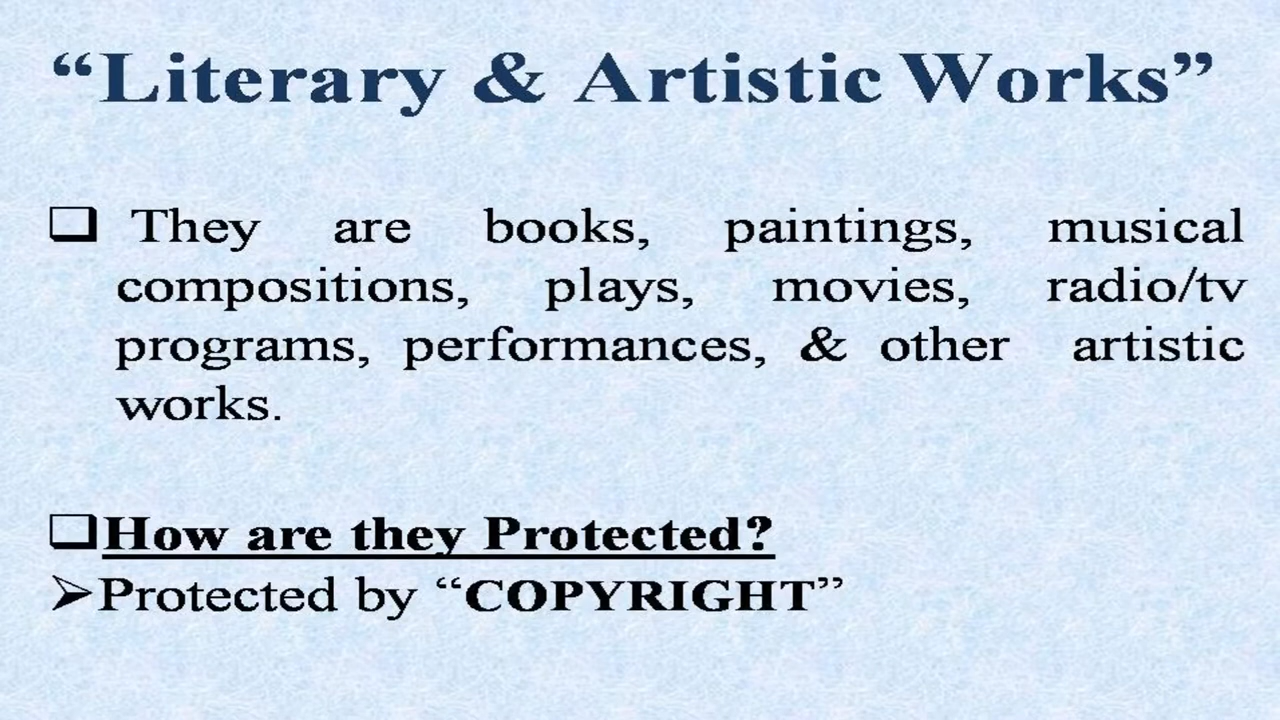 “Literary & Artistic Works”
❑ They are books, paintings, musical
compositions, plays, movies, radio/tv
programs, performances, & other artistic
works.
❑How are they Protected?
➢Protected by “COPYRIGHT”